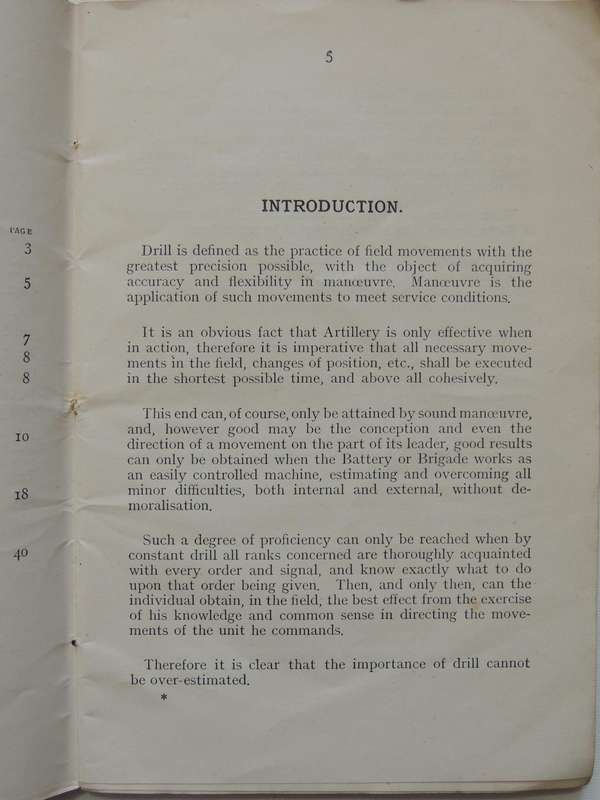 PAGE
3
5
7
8
8
10
18
40
5
INTRODUCTION.
Drill is defined as the practice of field movements with the
greatest precision possible, with the object of acquiring
accuracy and flexibility in manœuvre. Manœuvre is the
application of such movements to meet service conditions.
It is an obvious fact that Artillery is only effective when
in action, therefore it is imperative that all necessary move-
ments in the field, changes of position, etc., shall be executed
in the shortest possible time, and above all cohesively.
This end can, of course, only be attained by sound manœuvre,
and, however good may be the conception and even the
direction of a movement on the part of its leader, good results
can only be obtained when the Battery or Brigade works as
an easily controlled machine, estimating and overcoming all
minor difficulties, both internal and external, without de-
moralisation.
Such a degree of proficiency can only be reached when by
constant drill all ranks concerned are thoroughly acquainted
with every order and signal, and know exactly what to do
upon that order being given. Then, and only then, can the
individual obtain, in the field, the best effect from the exercise
of his knowledge and common sense in directing the move-
ments of the unit he commands.
Therefore it is clear that the importance of drill cannot
be over-estimated.
*